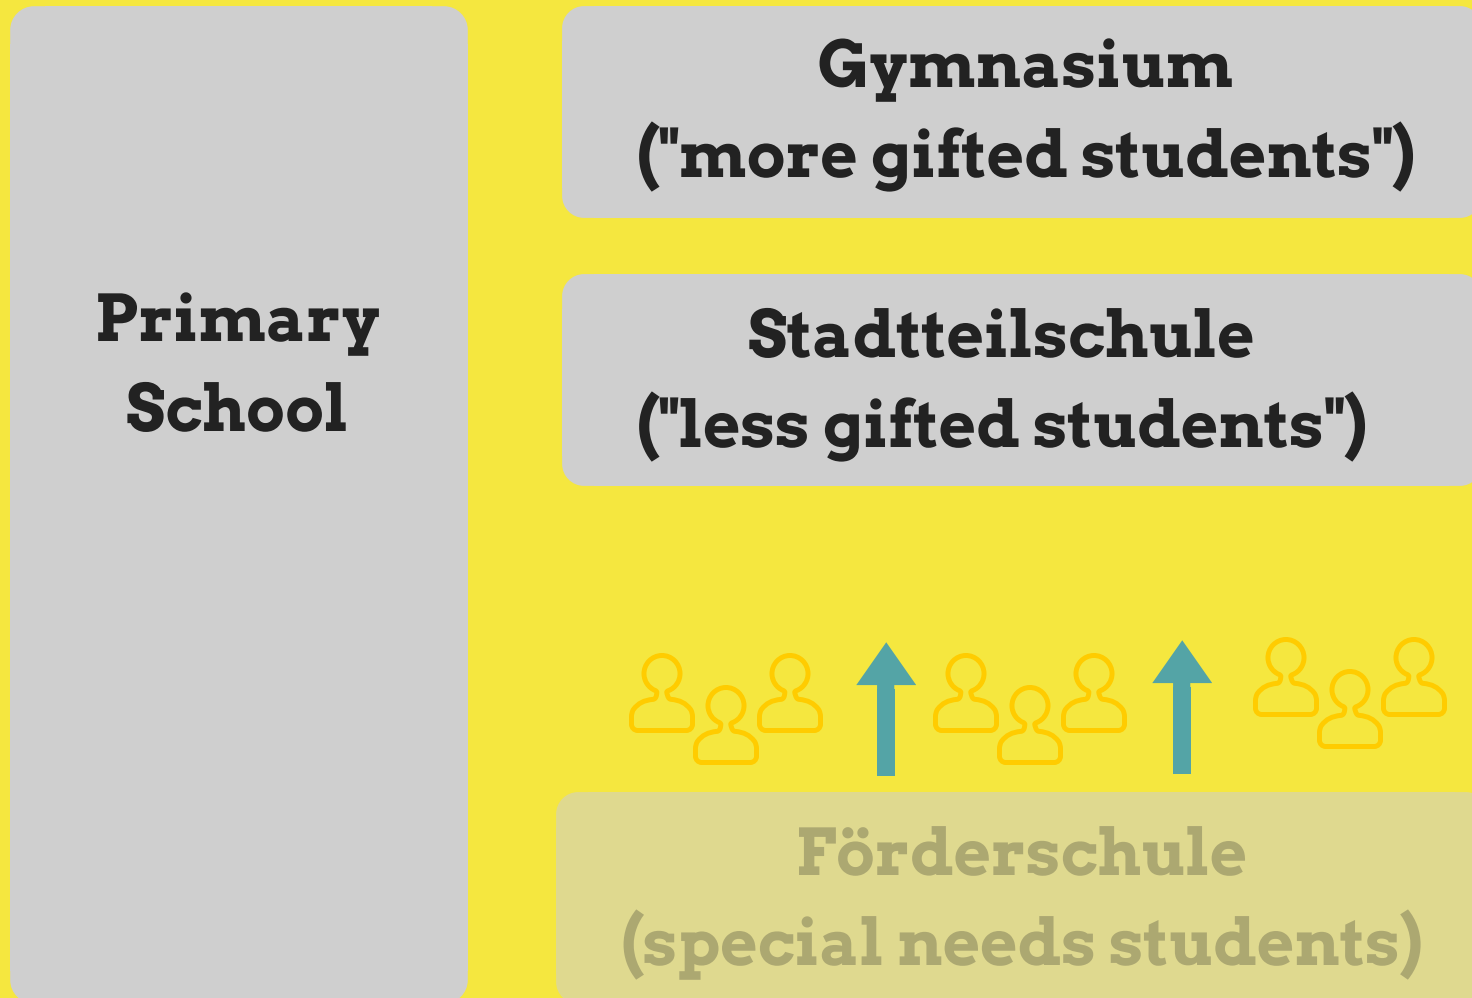 Primary
School
Gymnasium
("more gifted students")
Stadtteilschule
("less gifted students")
Förderschule
(special needs students)